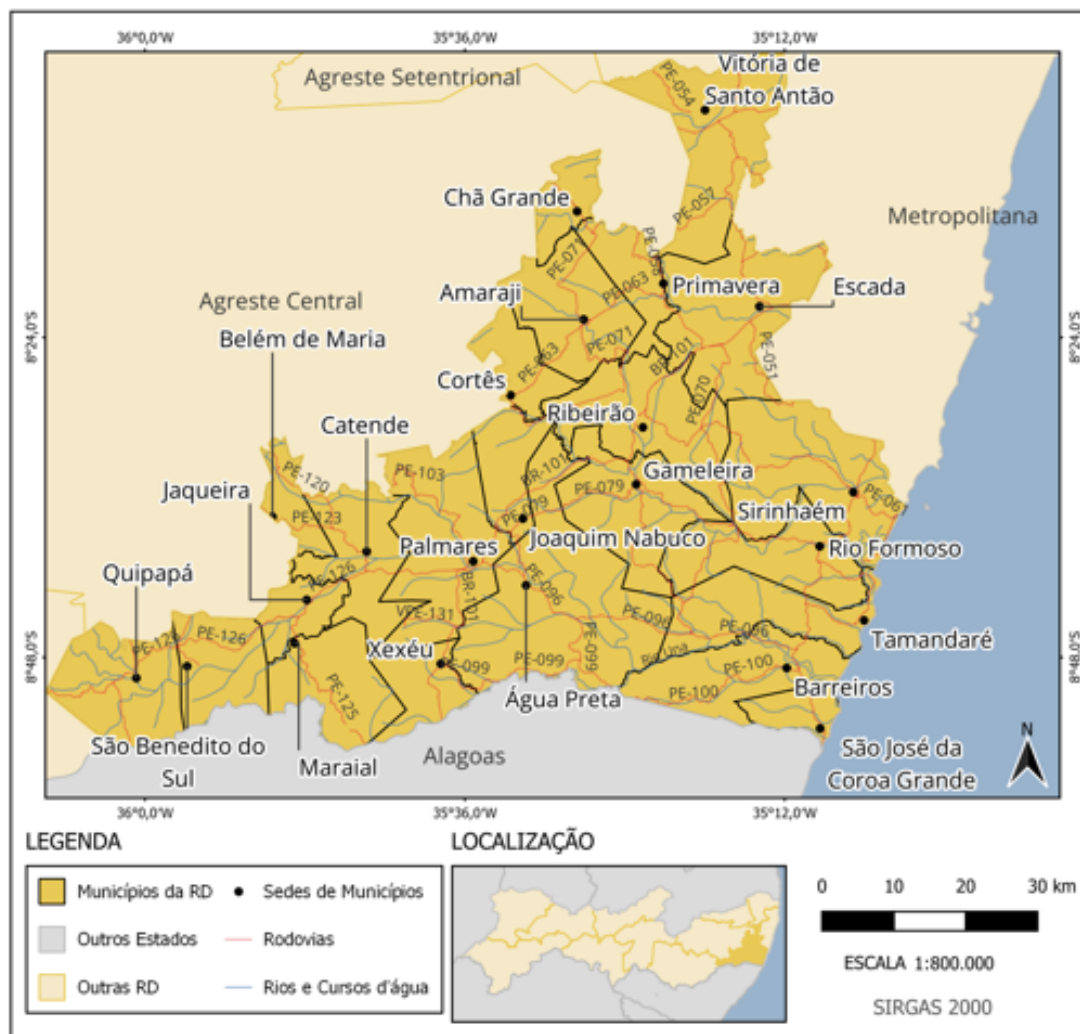 36°0,0'W
35°36,0'W
35°12,0'W
Vitória de
Santo Antão
Agreste Setentrional
PE-054
Chã Grande
PE-057
Metropolitana
PE-071
PE-058
Agreste Central
Amaraji
PE-063
Primavera
Escada
8°24,0'S
8°24,0'S
Belém de Maria
PE-071
BR-101
PE-051
PE-063
Cortês
PE-070
Catende
Ribeirão
Jaqueira
PE-120
PE-103
BR-101
Gameleira
PE-079
PE-061
PE-123
PE-079
Sirinhaém
Quipapá
Palmares
Joaquim Nabuco
Rio Formoso
PE-126
BR-101
PE-096
PE-126
PE-126
VPE-131
PE-096
PE-096
Tamandaré
8°48,0'S
8°48,0'S
Xexéu
PE-099
PE-099
PE-099
Rio Una
PE-100
PE-125
Água Preta
PE-100
Barreiros
São Benedito do
Sul
Maraial
Alagoas
São José da
Coroa Grande
N
36°0,0'W
35°36,0'W
35°12,0'W
LEGENDA
Municípios da RD
Sedes de Municípios
Outros Estados
Rodovias
Outras RD
Rios e Cursos d'água
LOCALIZAÇÃO
0 10 20 30 km
ESCALA 1:800.000
SIRGAS 2000